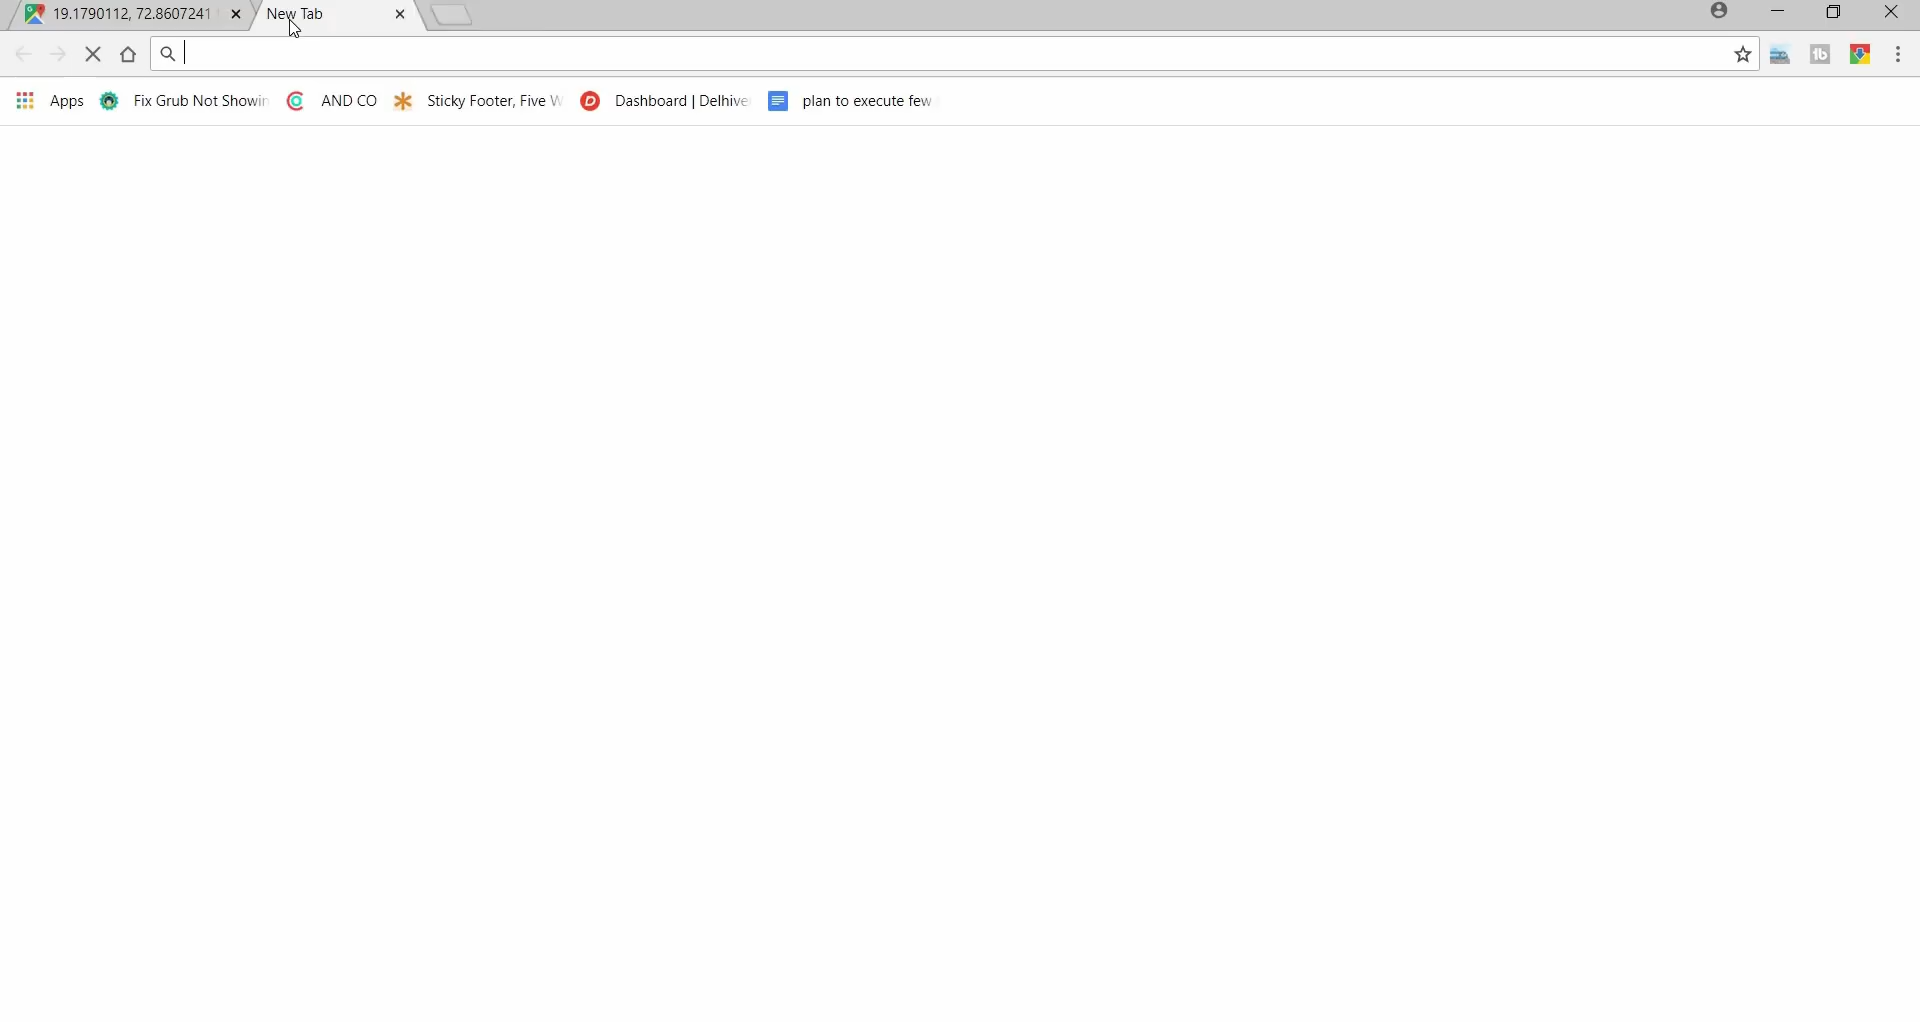 19.1790112, 72.8607241
New Tab
Apps
Fix Grub Not Showin
AND CO
Sticky Footer, Five W
Dashboard | Delhive
plan to execute few